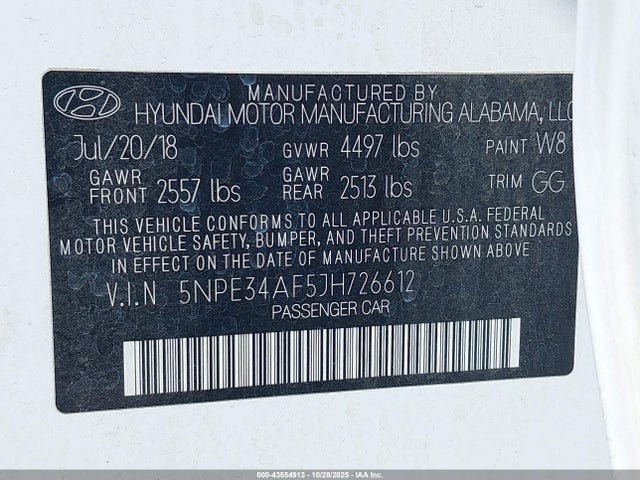 MANUFACTURED BY
HYUNDAI MOTOR MANUFACTURING ALABAMA, LLC
Jul/20/18 GVWR 4497 lbs PAINT W8
GAWR FRONT 2557 lbs GAWR REAR 2513 lbs TRIM GG
THIS VEHICLE CONFORMS TO ALL APPLICABLE U.S.A. FEDERAL
MOTOR VEHICLE SAFETY, BUMPER, AND THEFT PREVENTION STANDARDS
IN EFFECT ON THE DATE OF MANUFACTURE SHOWN ABOVE.
V.I.N 5NPE34AF5JH726612
PASSENGER CAR
000-43554913 - 10/28/2025 - IAA Inc.